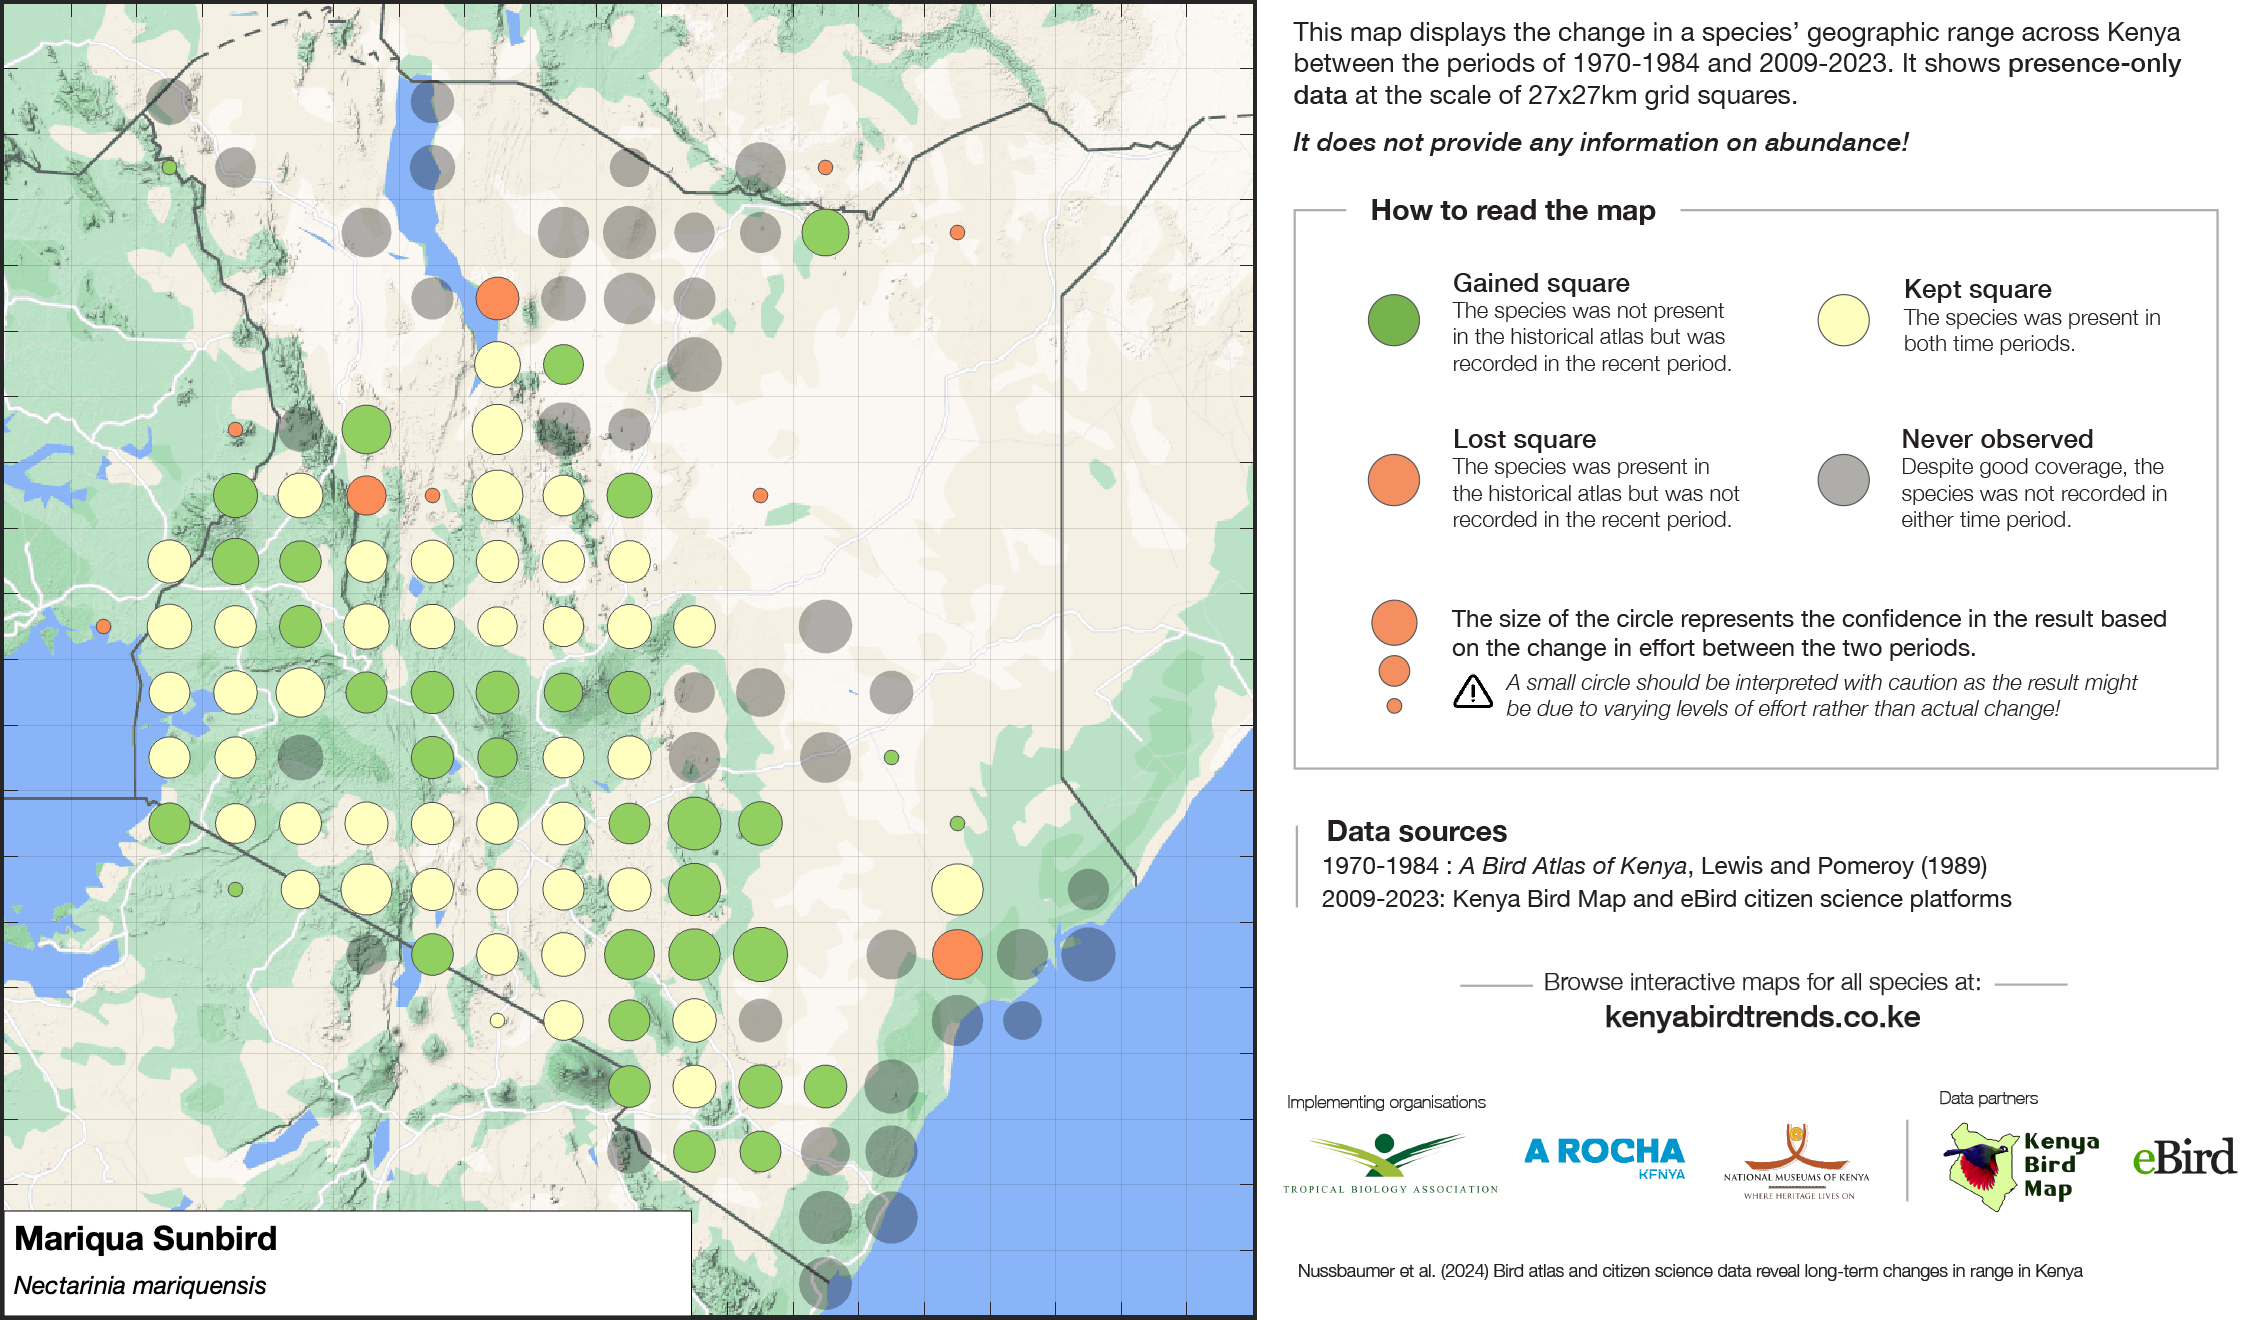 This map displays the change in a species’ geographic range across Kenya
between the periods of 1970-1984 and 2009-2023. It shows presence-only
data at the scale of 27x27km grid squares.
It does not provide any information on abundance!
How to read the map
Gained square
The species was not present
in the historical atlas but was
recorded in the recent period.
Kept square
The species was present in
both time periods.
Lost square
The species was present in
the historical atlas but was not
recorded in the recent period.
Never observed
Despite good coverage, the
species was not recorded in
either time period.
The size of the circle represents the confidence in the result based
on the change in effort between the two periods.
A small circle should be interpreted with caution as the result might
be due to varying levels of effort rather than actual change!
Data sources
1970-1984 : A Bird Atlas of Kenya, Lewis and Pomeroy (1989)
2009-2023: Kenya Bird Map and eBird citizen science platforms
Browse interactive maps for all species at:
kenyabirdtrends.co.ke
Implementing organisations
Data partners
TROPICAL BIOLOGY ASSOCIATION
A ROCHA
KENYA
NATIONAL MUSEUMS OF KENYA
WHERE HERITAGE LIVES ON
Kenya
Bird
Map
eBird
Mariqua Sunbird
Nectarinia mariquensis
Nussbaumer et al. (2024) Bird atlas and citizen science data reveal long-term changes in range in Kenya